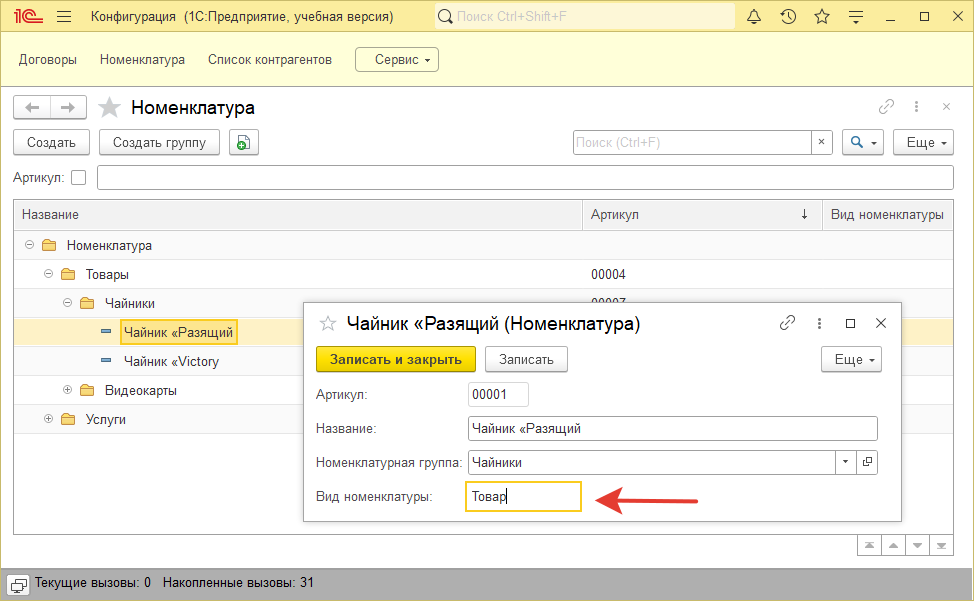 1С Конфигурация (1С:Предприятие, учебная версия) Поиск Ctrl+Shift+F
Договоры Номенклатура Список контрагентов Сервис
Номенклатура
Создать Создать группу Поиск (Ctrl+F) × Еще
Артикул:
Название Артикул ↓ Вид номенклатуры
Номенклатура
Товары 00004
Чайники
Чайник «Разящий
Чайник «Victory
Видеокарты
Услуги
Чайник «Разящий (Номенклатура)
Записать и закрыть Записать Еще
Артикул: 00001
Название: Чайник «Разящий
Номенклатурная группа: Чайники
Вид номенклатуры: Товар
Текущие вызовы: 0 Накопленные вызовы: 31